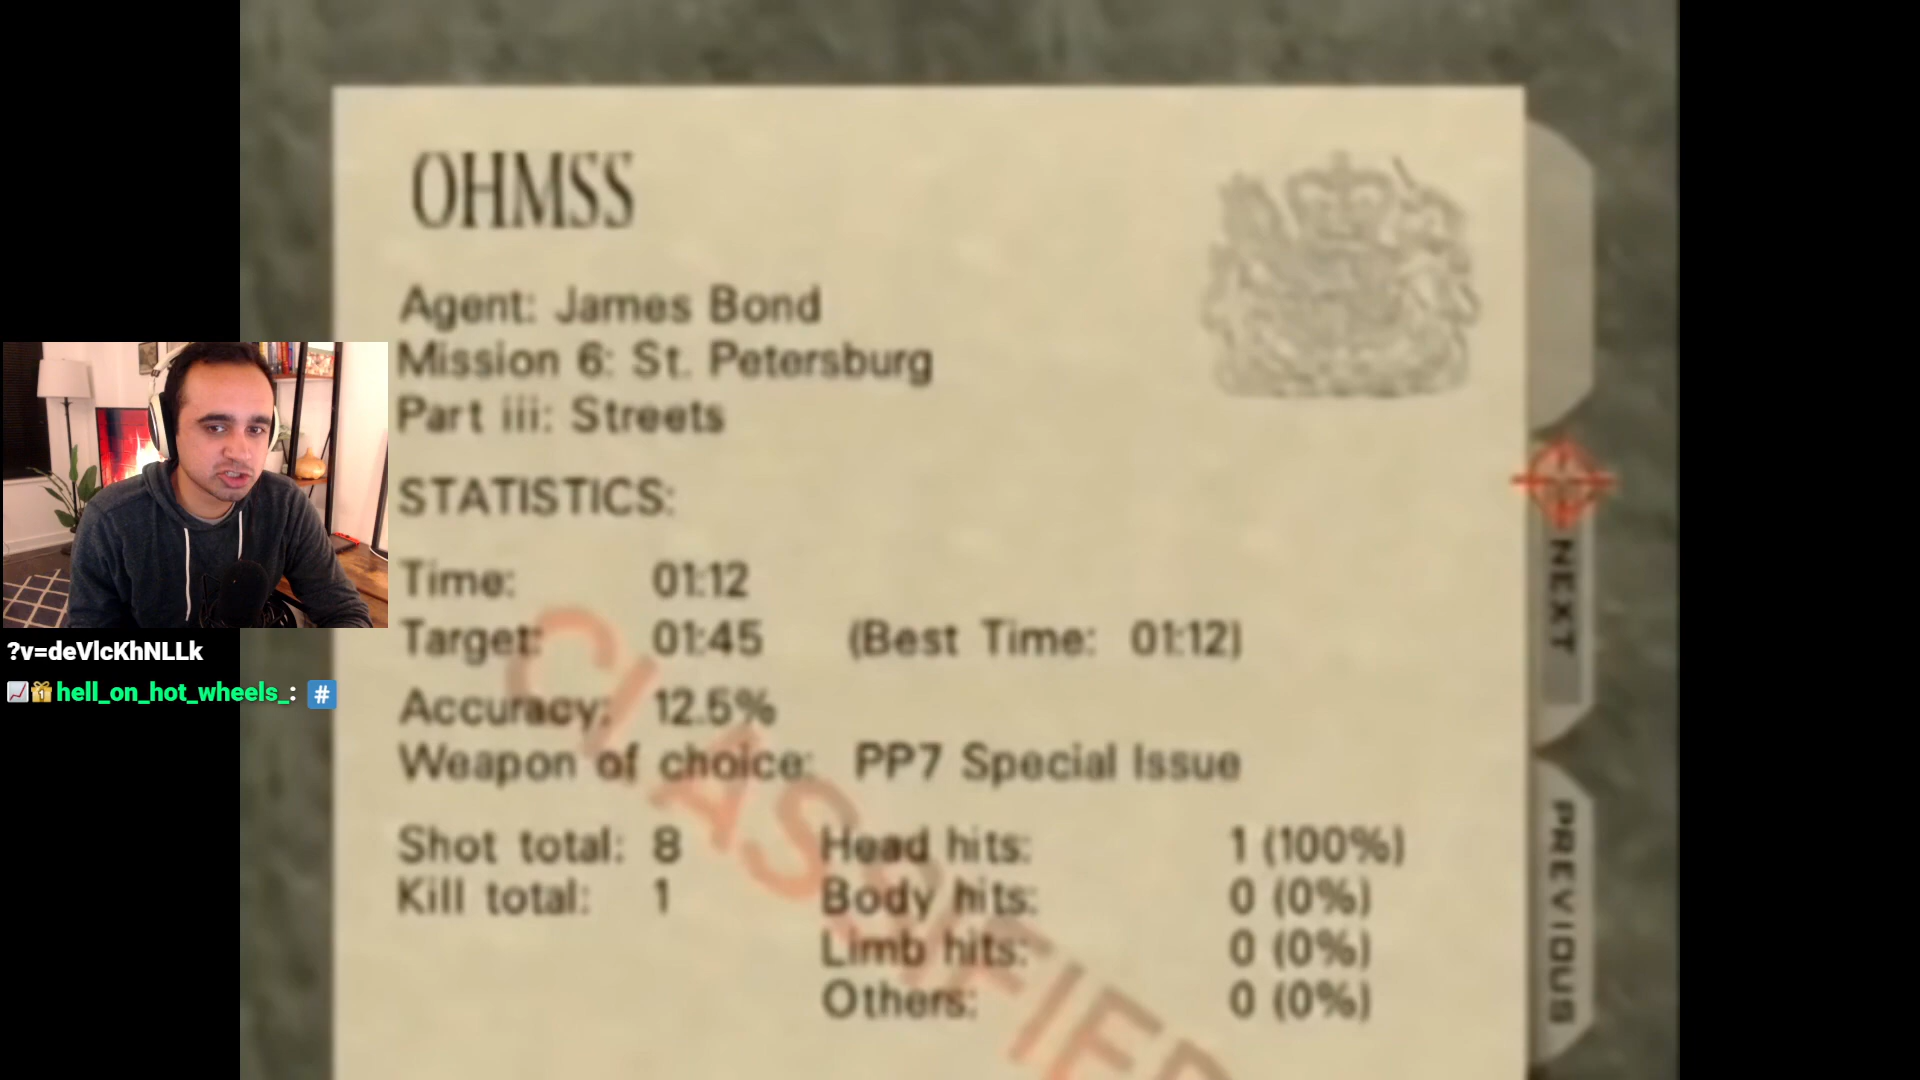 OHMSS
Agent: James Bond
Mission 6: St. Petersburg
Part iii: Streets
STATISTICS:
Time: 01:12
Target: 01:45 (Best Time: 01:12)
Accuracy: 12.5%
Weapon of choice: PP7 Special Issue
Shot total: 8 Head hits: 1 (100%)
Kill total: 1 Body hits: 0 (0%)
Limb hits: 0 (0%)
Others: 0 (0%)
CLASSIFIED
NEXT
PREVIOUS
?v=deVlcKhNLLk
hell_on_hot_wheels_: #